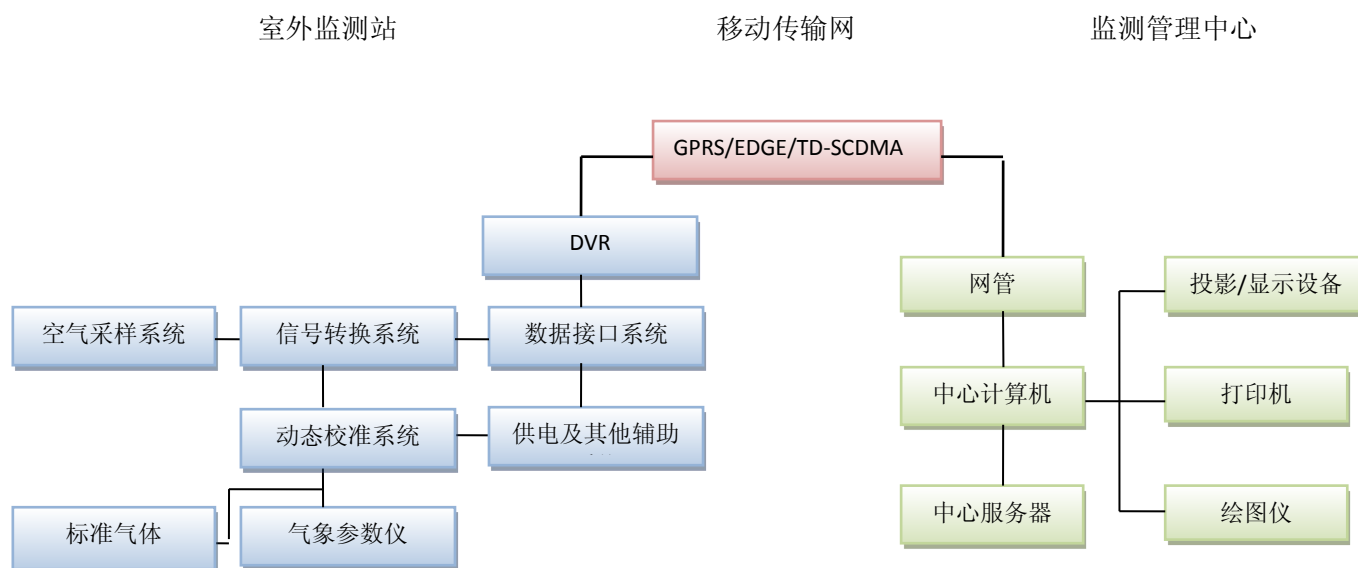 室外监测站
移动传输网
监测管理中心
GPRS/EDGE/TD-SCDMA
DVR
网管
投影/显示设备
空气采样系统
信号转换系统
数据接口系统
中心计算机
打印机
动态校准系统
供电及其他辅助
标准气体
气象参数仪
中心服务器
绘图仪